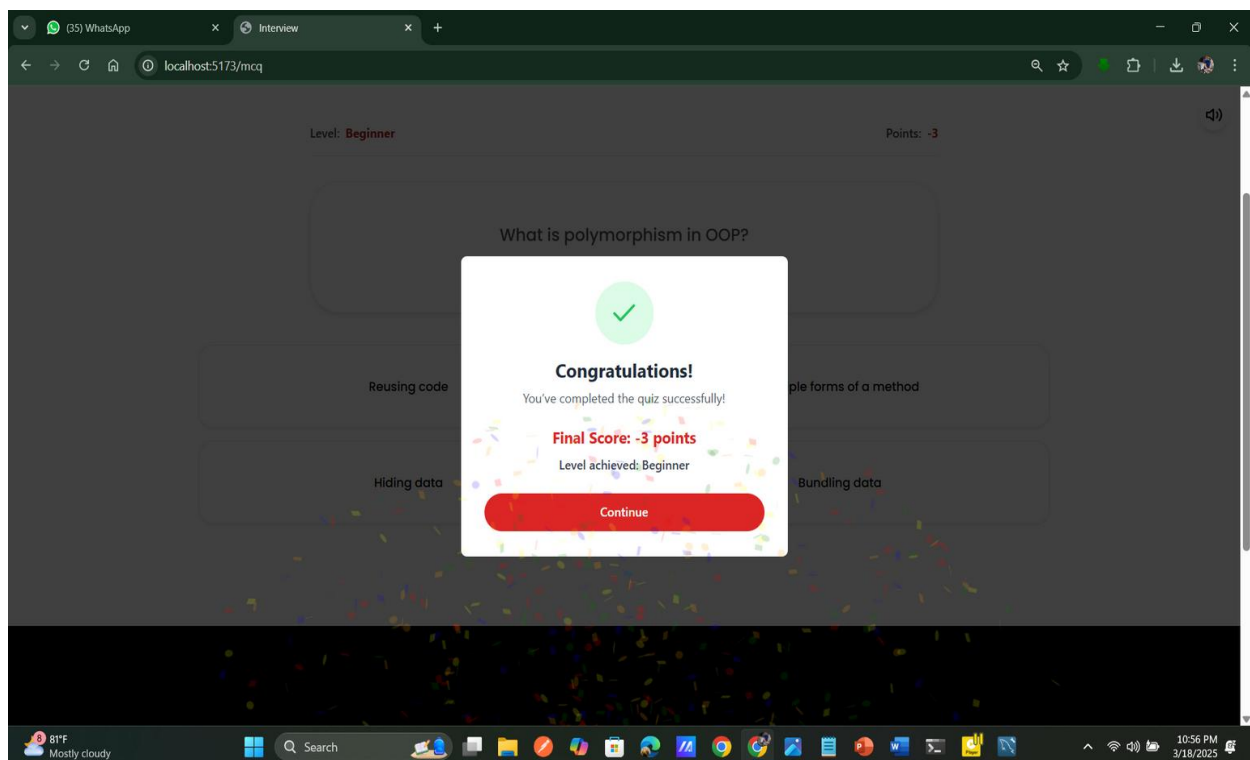 (35) WhatsApp
Interview
localhost:5173/mcq
Level: Beginner
Points: -3
What is polymorphism in OOP?
Congratulations!
You've completed the quiz successfully!
Final Score: -3 points
Level achieved: Beginner
Continue
Reusing code
ple forms of a method
Hiding data
Bundling data
8
81°F
Mostly cloudy
Search
10:56 PM
3/18/2025